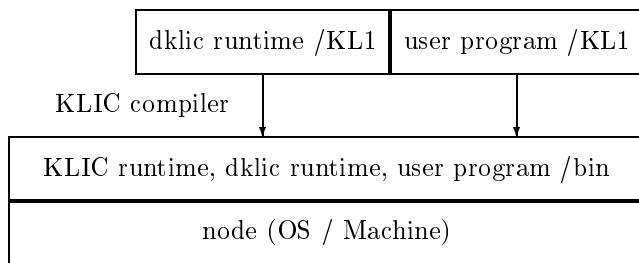 dklic runtime /KL1
user program /KL1
KLIC compiler
KLIC runtime, dklic runtime, user program /bin
node (OS / Machine)